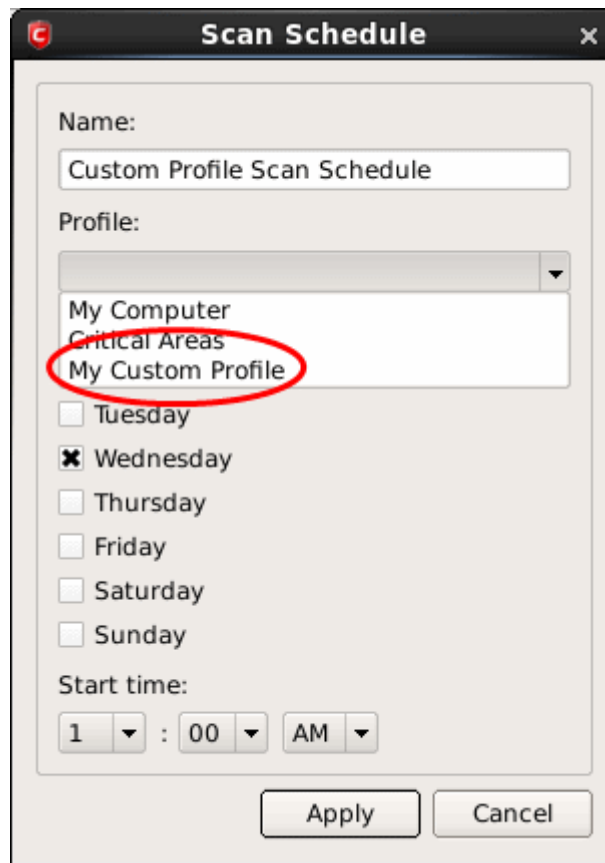 Scan Schedule
Name:
Custom Profile Scan Schedule
Profile:
My Computer
Critical Areas
My Custom Profile
Tuesday
Wednesday
Thursday
Friday
Saturday
Sunday
Start time:
1 : 00 AM
Apply Cancel